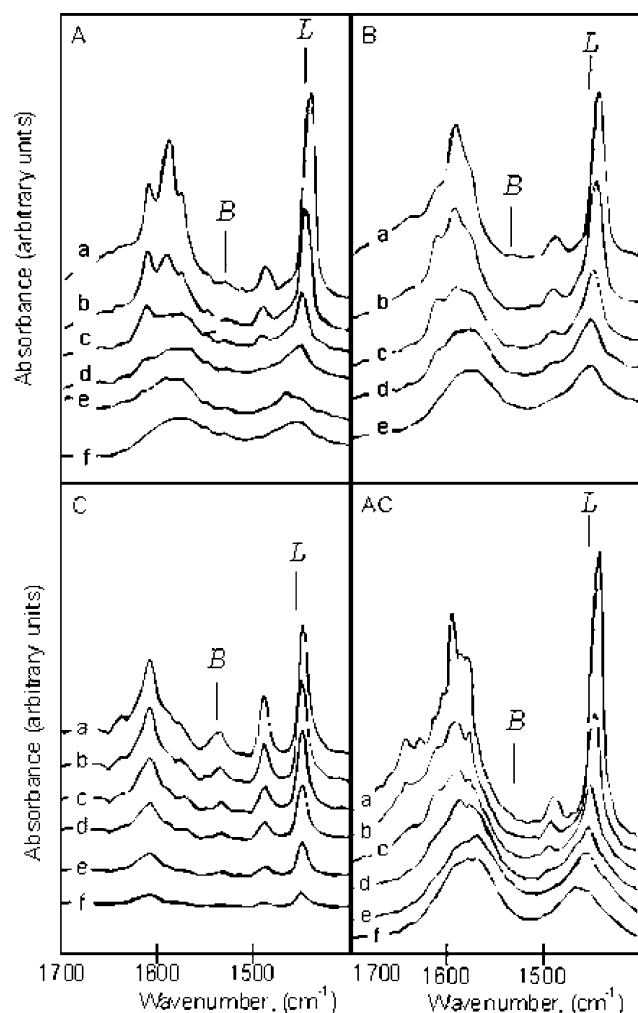 A
L
B
a
b
c
d
e
f
B
L
B
a
b
c
d
e
Absorbance (arbitrary units)
C
L
B
a
b
c
d
e
f
AC
L
B
a
b
c
d
e
f
Absorbance (arbitrary units)
1700 1600 1500
1700 1600 1500
Wavenumber, (cm-1)
Wavenumber, (cm-1)